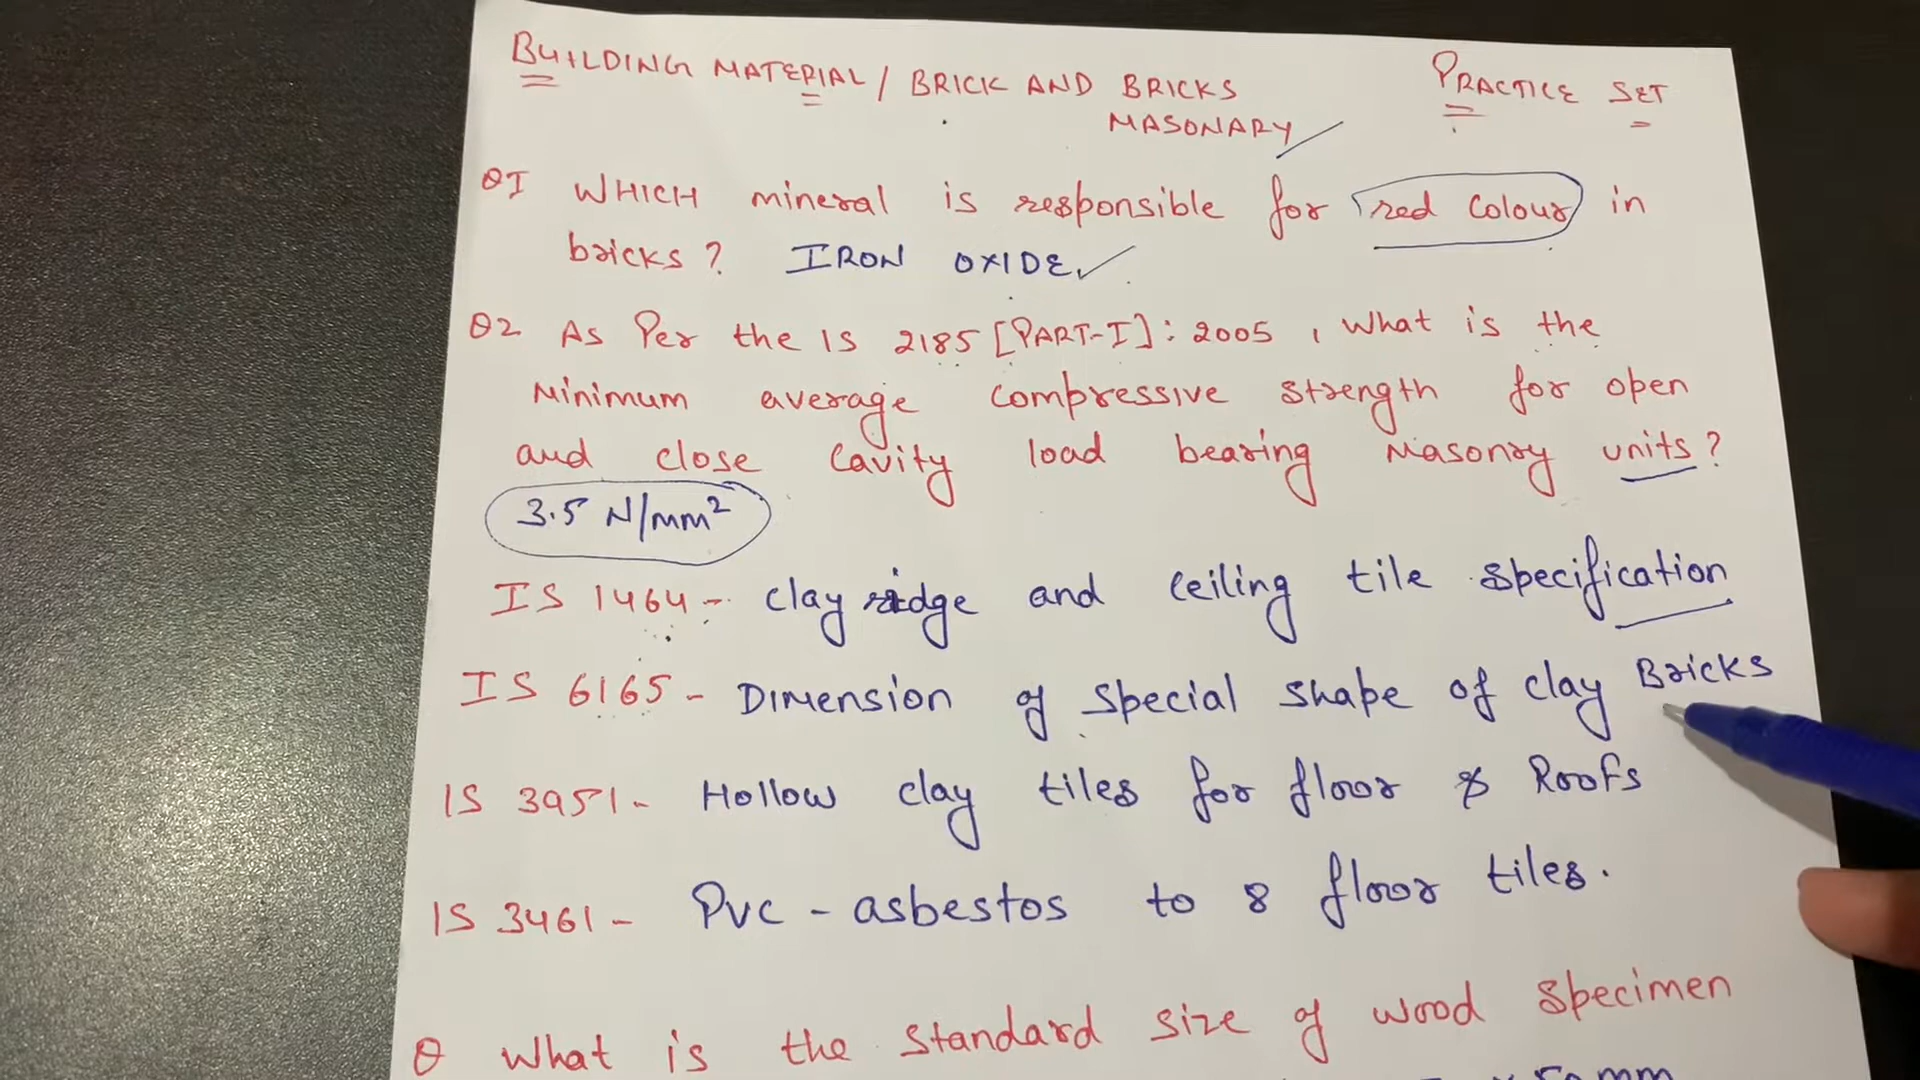 BUILDING MATERIAL / BRICK AND BRICKS MASONARY
PRACTICE SET
Q1 WHICH mineral is responsible for red colour in
bricks? IRON OXIDE
Q2 As Per the IS 2185 [PART-I]: 2005, What is the
Minimum average compressive strength for open
and close cavity load bearing Masonry units?
3.5 N/mm²
IS 1464 - clay ridge and ceiling tile specification
IS 6165 - Dimension of special shape of clay Bricks
IS 3951 - Hollow clay tiles for floor & Roofs
IS 3461 - PVC - asbestos to 8 floor tiles.
Q What is the standard size of wood specimen